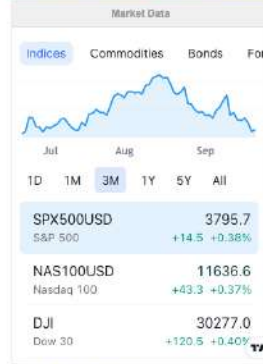 Market Data
Indices Commodities Bonds
Jul Aug Sep
1D 1M 3M 1Y 5Y All
SPX500USD 3795.7
S&P 500 +14.5 +0.38%
NAS100USD 11636.6
Nasdaq 100 +43.3 +0.37%
DJI 30277.0
Dow 30 +120.5 +0.40%